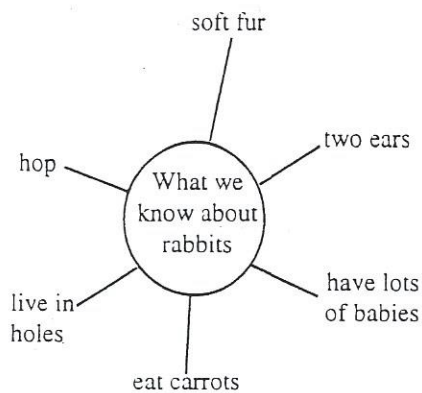 soft fur
two ears
hop
What we
know about
rabbits
have lots
of babies
live in
holes
eat carrots